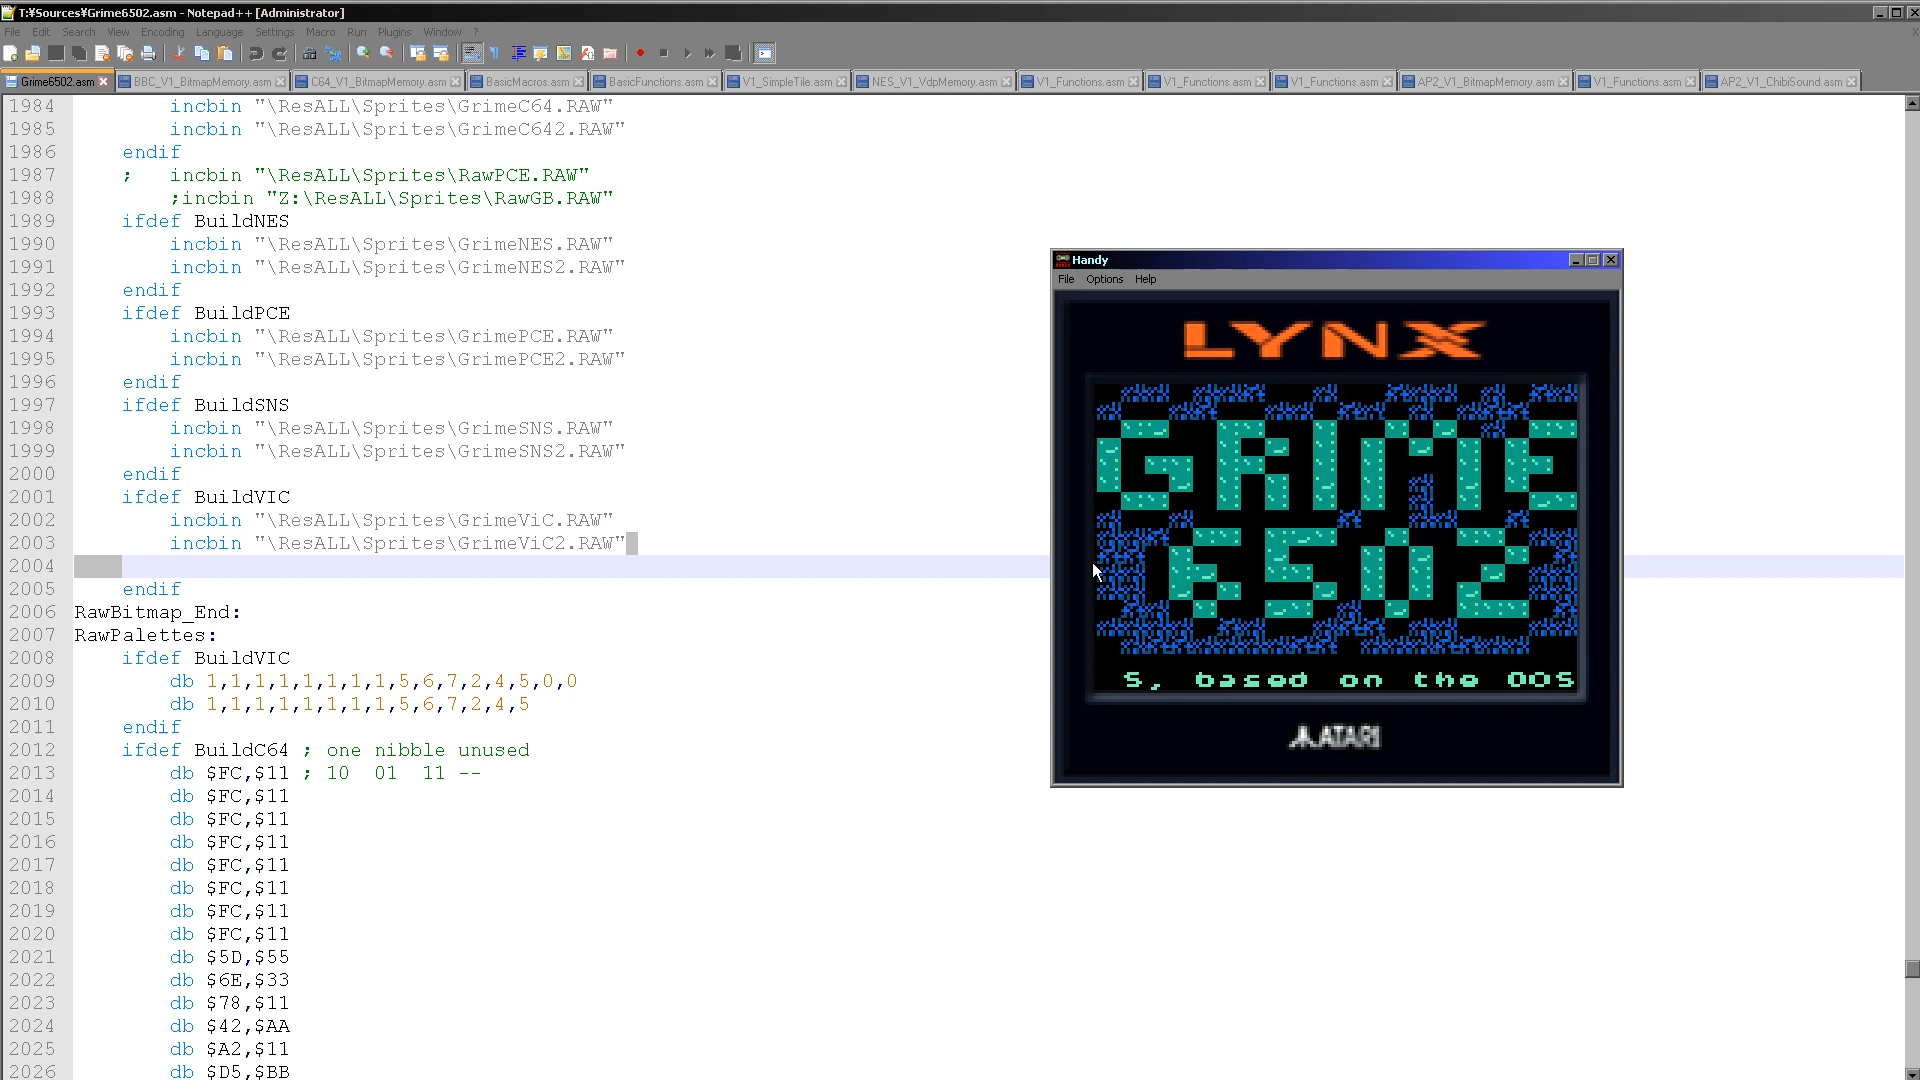 T:¥Sources¥Grime6502.asm - Notepad++ [Administrator]
File Edit Search View Encoding Language Settings Macro Run Plugins Window ?
Grime6502.asm BBC_V1_BitmapMemory.asm C64_V1_BitmapMemory.asm BasicMacros.asm BasicFunctions.asm V1_SimpleTile.asm NES_V1_VdpMemory.asm V1_Functions.asm V1_Functions.asm V1_Functions.asm AP2_V1_BitmapMemory.asm V1_Functions.asm AP2_V1_ChibiSound.asm
1984 incbin "\ResALL\Sprites\GrimeC64.RAW"
1985 incbin "\ResALL\Sprites\GrimeC642.RAW"
1986 endif
1987 ; incbin "\ResALL\Sprites\RawPCE.RAW"
1988 ;incbin "Z:\ResALL\Sprites\RawGB.RAW"
1989 ifdef BuildNES
1990 incbin "\ResALL\Sprites\GrimeNES.RAW"
1991 incbin "\ResALL\Sprites\GrimeNES2.RAW"
1992 endif
1993 ifdef BuildPCE
1994 incbin "\ResALL\Sprites\GrimePCE.RAW"
1995 incbin "\ResALL\Sprites\GrimePCE2.RAW"
1996 endif
1997 ifdef BuildSNS
1998 incbin "\ResALL\Sprites\GrimeSNS.RAW"
1999 incbin "\ResALL\Sprites\GrimeSNS2.RAW"
2000 endif
2001 ifdef BuildVIC
2002 incbin "\ResALL\Sprites\GrimeViC.RAW"
2003 incbin "\ResALL\Sprites\GrimeViC2.RAW"
2004
2005 endif
2006 RawBitmap_End:
2007 RawPalettes:
2008 ifdef BuildVIC
2009 db 1,1,1,1,1,1,1,1,5,6,7,2,4,5,0,0
2010 db 1,1,1,1,1,1,1,1,5,6,7,2,4,5
2011 endif
2012 ifdef BuildC64 ; one nibble unused
2013 db $FC,$11 ; 10 01 11 --
2014 db $FC,$11
2015 db $FC,$11
2016 db $FC,$11
2017 db $FC,$11
2018 db $FC,$11
2019 db $FC,$11
2020 db $FC,$11
2021 db $5D,$55
2022 db $6E,$33
2023 db $78,$11
2024 db $42,$AA
2025 db $A2,$11
2026 db $D5,$BB
Handy
File Options Help
LYNX
GRIME
6502
S, based on the DOS
ATARI